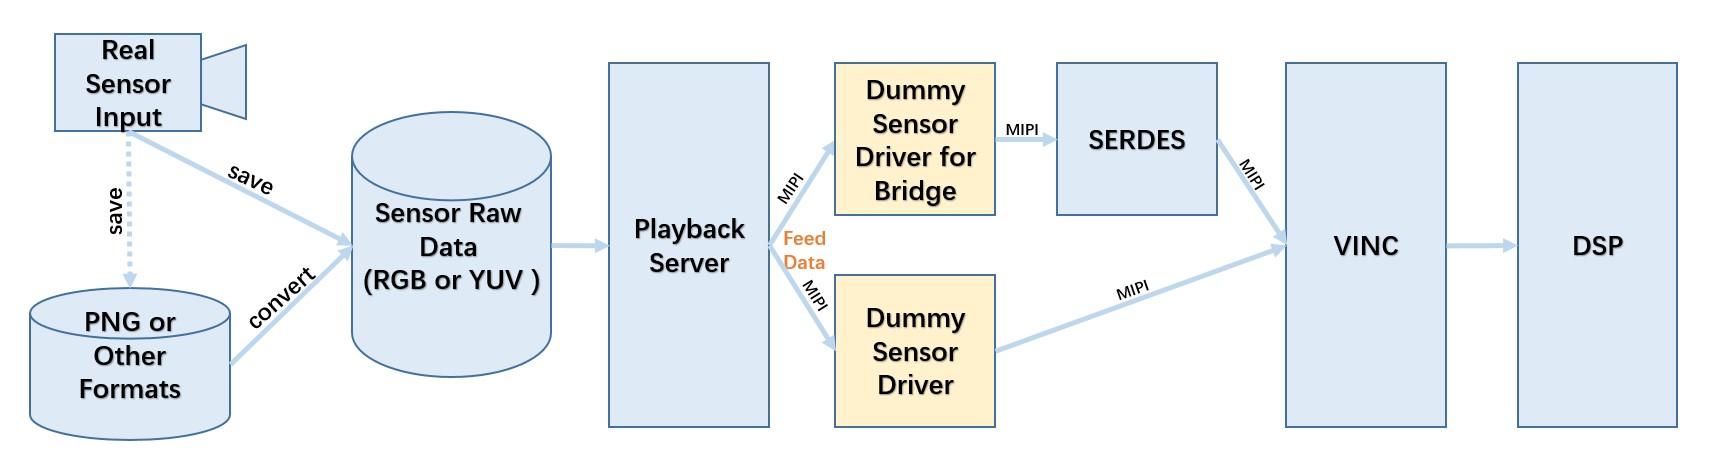 Real
Sensor
Input
save
save
PNG or
Other
Formats
convert
Sensor Raw
Data
(RGB or YUV )
Playback
Server
MIPI
Feed
Data
MIPI
Dummy
Sensor
Driver for
Bridge
Dummy
Sensor
Driver
MIPI
SERDES
MIPI
MIPI
VINC
DSP